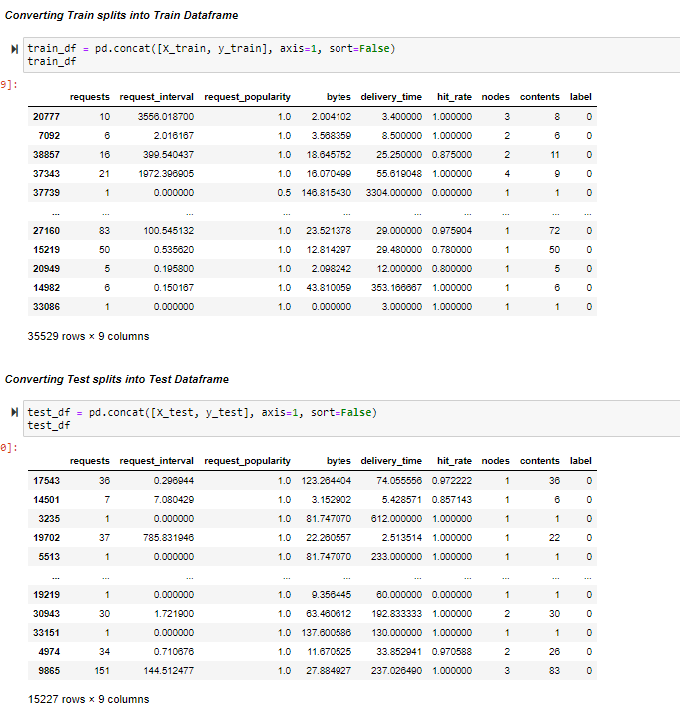 Converting Train splits into Train Dataframe
train_df = pd.concat([X_train, y_train], axis=1, sort=False)
train_df
9]:
requests request_interval request_popularity bytes delivery_time hit_rate nodes contents label
20777 10 3556.018700 1.0 2.004102 3.400000 1.000000 3 8 0
7092 6 2.016167 1.0 3.568359 8.500000 1.000000 2 6 0
38857 16 399.540437 1.0 18.645752 25.250000 0.875000 2 11 0
37343 21 1972.396905 1.0 16.070499 55.619048 1.000000 4 9 0
37739 1 0.000000 0.5 146.815430 3304.000000 0.000000 1 1 0
... ... ... ... ... ... ... ... ... ...
27160 83 100.545132 1.0 23.521378 29.000000 0.975904 1 72 0
15219 50 0.535620 1.0 12.814297 29.480000 0.780000 1 50 0
20949 5 0.195800 1.0 2.098242 12.000000 0.800000 1 5 0
14982 6 0.150167 1.0 43.810059 353.166667 1.000000 1 6 0
33086 1 0.000000 1.0 0.000000 3.000000 1.000000 1 1 0
35529 rows × 9 columns
Converting Test splits into Test Dataframe
test_df = pd.concat([X_test, y_test], axis=1, sort=False)
test_df
0]:
requests request_interval request_popularity bytes delivery_time hit_rate nodes contents label
17543 36 0.296944 1.0 123.264404 74.055556 0.972222 1 36 0
14501 7 7.080429 1.0 3.152902 5.428571 0.857143 1 6 0
3235 1 0.000000 1.0 81.747070 612.000000 1.000000 1 1 0
19702 37 785.831946 1.0 22.260557 2.513514 1.000000 1 22 0
5513 1 0.000000 1.0 81.747070 233.000000 1.000000 1 1 0
... ... ... ... ... ... ... ... ... ...
19219 1 0.000000 1.0 9.356445 60.000000 0.000000 1 1 0
30943 30 1.721900 1.0 63.460612 192.833333 1.000000 2 30 0
33151 1 0.000000 1.0 137.600586 130.000000 1.000000 1 1 0
4974 34 0.710676 1.0 11.670525 33.852941 0.970588 2 26 0
9865 151 144.512477 1.0 27.884927 237.026490 1.000000 3 83 0
15227 rows × 9 columns